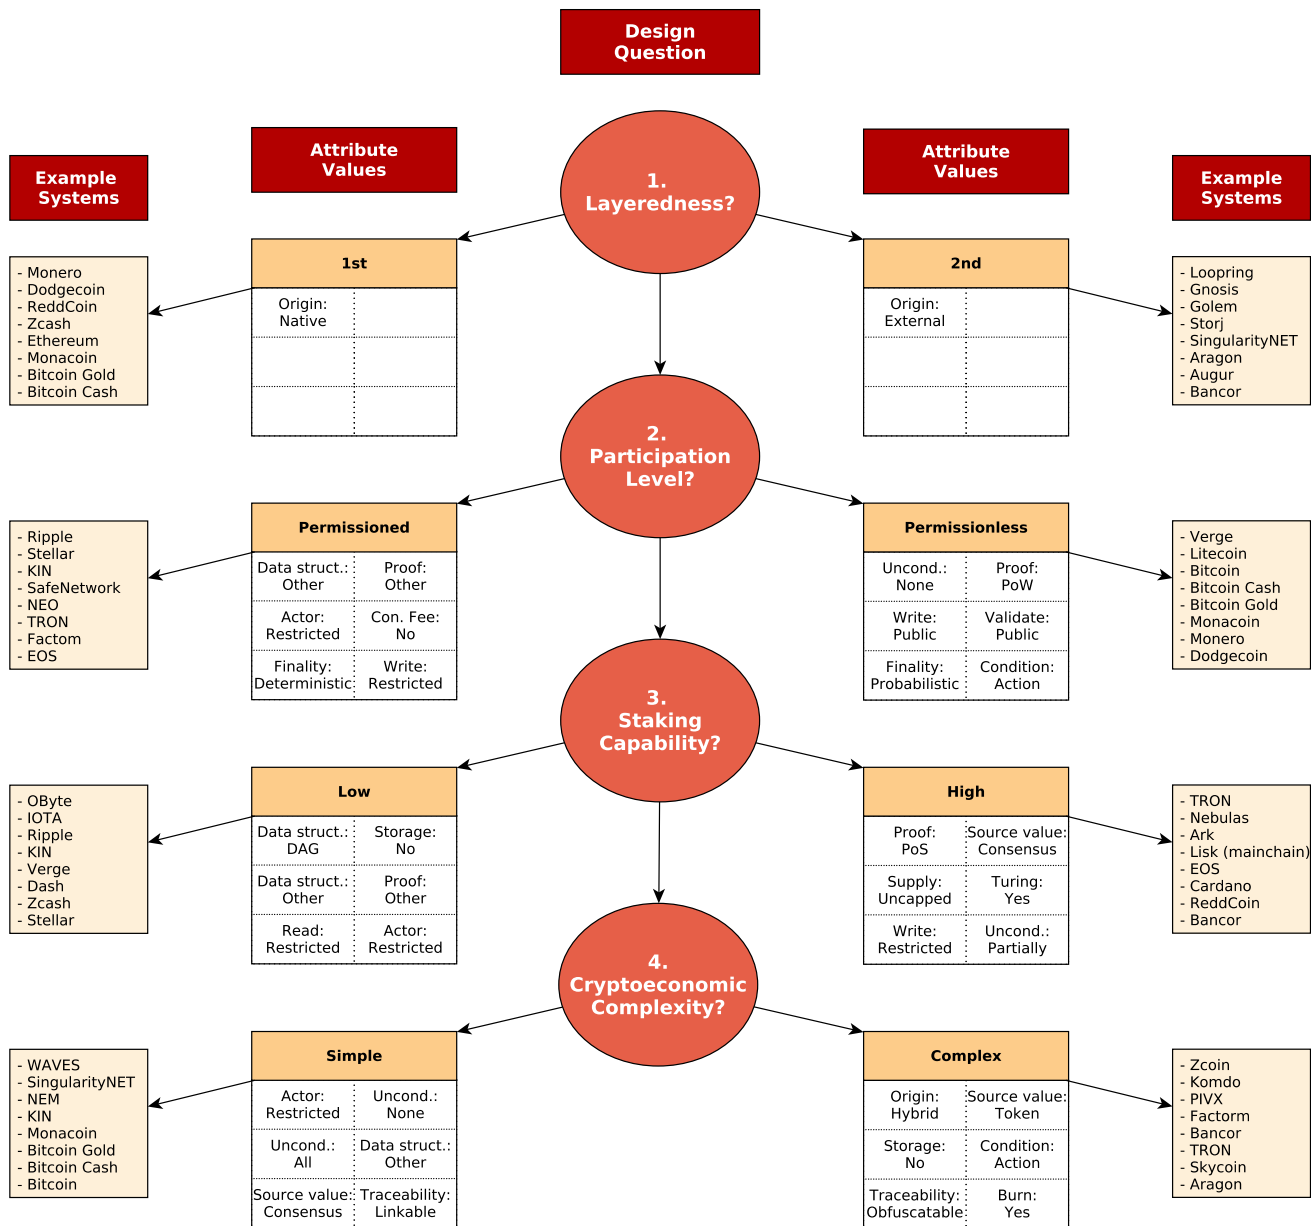 Design
Question
Attribute
Values
Attribute
Values
Example
Systems
Example
Systems
1.
Layeredness?
1st
Origin:
Native
- Monero
- Dodgecoin
- ReddCoin
- Zcash
- Ethereum
- Monacoin
- Bitcoin Gold
- Bitcoin Cash
2nd
Origin:
External
- Loopring
- Gnosis
- Golem
- Storj
- SingularityNET
- Aragon
- Augur
- Bancor
2.
Participation
Level?
Permissioned
Data struct.:
Other
Proof:
Other
Actor:
Restricted
Con. Fee:
No
Finality:
Deterministic
Write:
Restricted
- Ripple
- Stellar
- KIN
- SafeNetwork
- NEO
- TRON
- Factom
- EOS
Permissionless
Uncond.:
None
Proof:
PoW
Write:
Public
Validate:
Public
Finality:
Probabilistic
Condition:
Action
- Verge
- Litecoin
- Bitcoin
- Bitcoin Cash
- Bitcoin Gold
- Monacoin
- Monero
- Dodgecoin
3.
Staking
Capability?
Low
Data struct.:
DAG
Storage:
No
Data struct.:
Other
Proof:
Other
Read:
Restricted
Actor:
Restricted
- OByte
- IOTA
- Ripple
- KIN
- Verge
- Dash
- Zcash
- Stellar
High
Proof:
PoS
Source value:
Consensus
Supply:
Uncapped
Turing:
Yes
Write:
Restricted
Uncond.:
Partially
- TRON
- Nebulas
- Ark
- Lisk (mainchain)
- EOS
- Cardano
- ReddCoin
- Bancor
4.
Cryptoeconomic
Complexity?
Simple
Actor:
Restricted
Uncond.:
None
Uncond.:
All
Data struct.:
Other
Source value:
Consensus
Traceability:
Linkable
- WAVES
- SingularityNET
- NEM
- KIN
- Monacoin
- Bitcoin Gold
- Bitcoin Cash
- Bitcoin
Complex
Origin:
Hybrid
Source value:
Token
Storage:
No
Condition:
Action
Traceability:
Obfuscatable
Burn:
Yes
- Zcoin
- Komdo
- PIVX
- Factorm
- Bancor
- TRON
- Skycoin
- Aragon